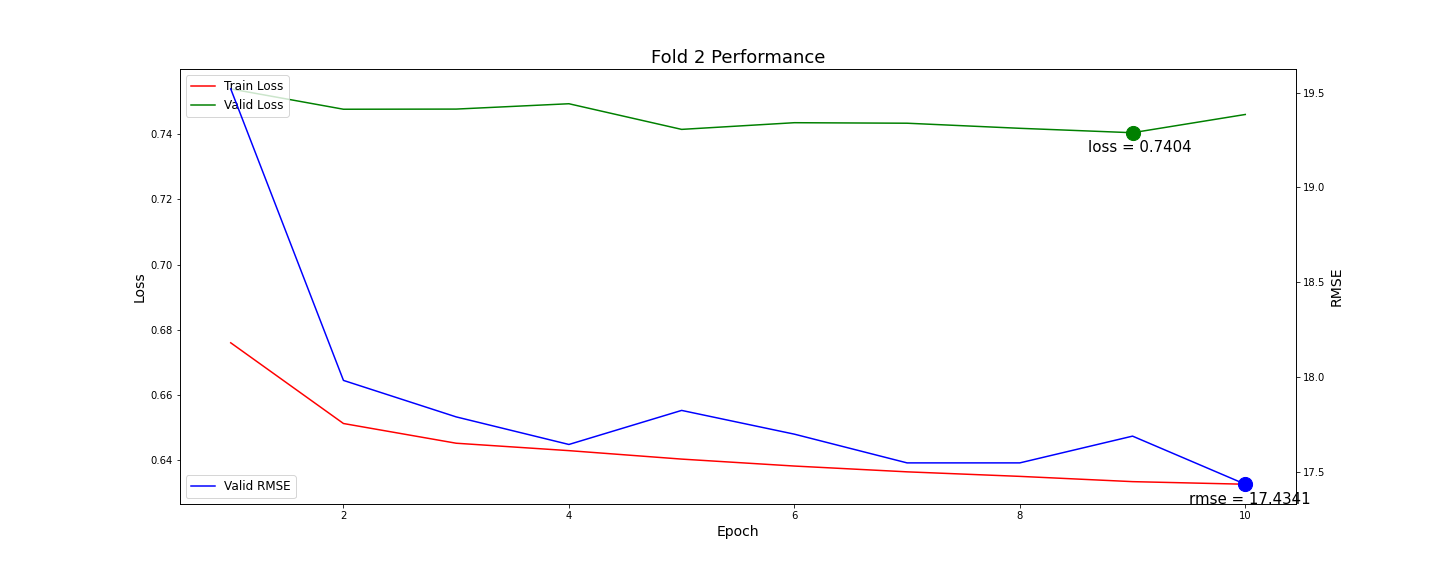 Fold 2 Performance
Train Loss
Valid Loss
Valid RMSE
0.74
0.72
0.70
0.68
0.66
0.64
Loss
19.5
19.0
18.5
18.0
17.5
RMSE
loss = 0.7404
rmse = 17.4341
2
4
6
8
10
Epoch